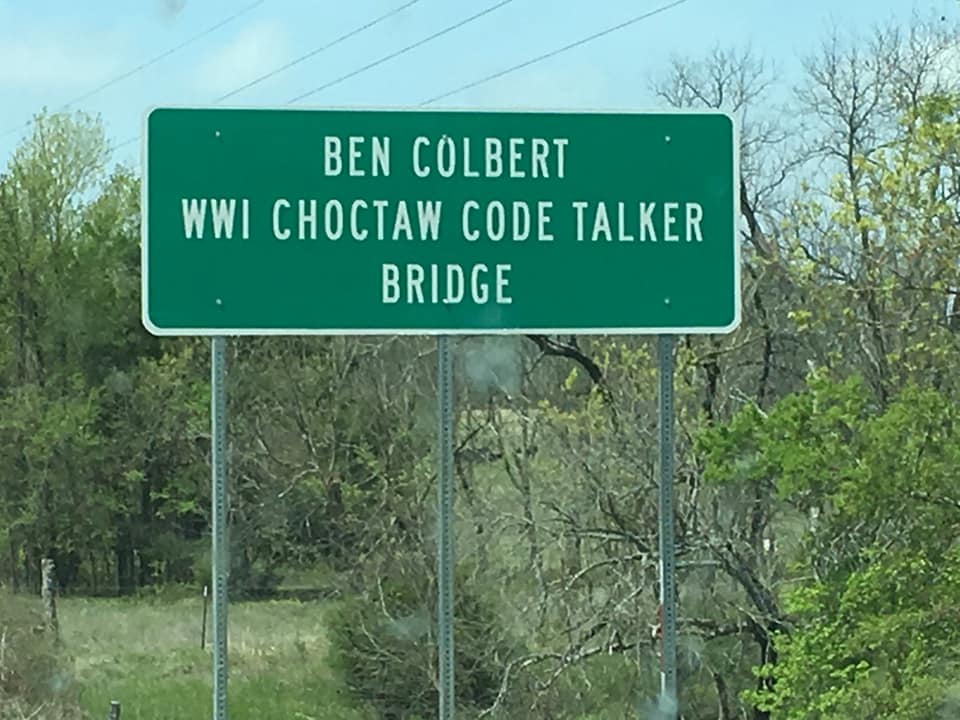 BEN COLBERT
WWI CHOCTAW CODE TALKER
BRIDGE